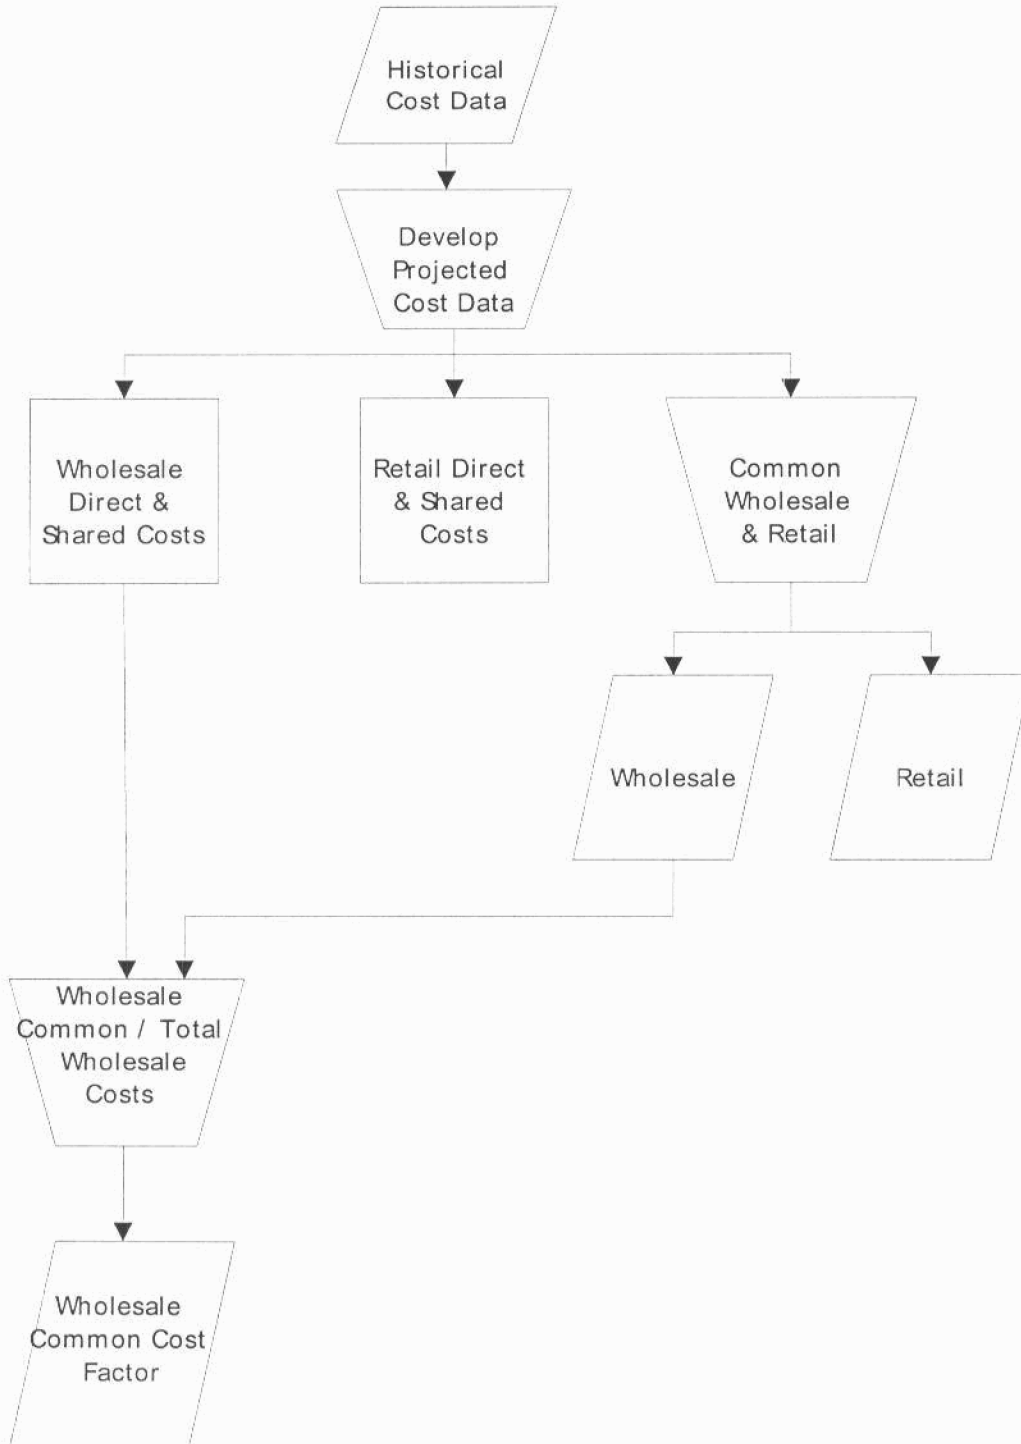 Historical
Cost Data
Develop
Projected
Cost Data
Wholesale
Direct &
Shared Costs
Retail Direct
& Shared
Costs
Common
Wholesale
& Retail
Wholesale
Retail
Wholesale
Common / Total
Wholesale
Costs
Wholesale
Common Cost
Factor